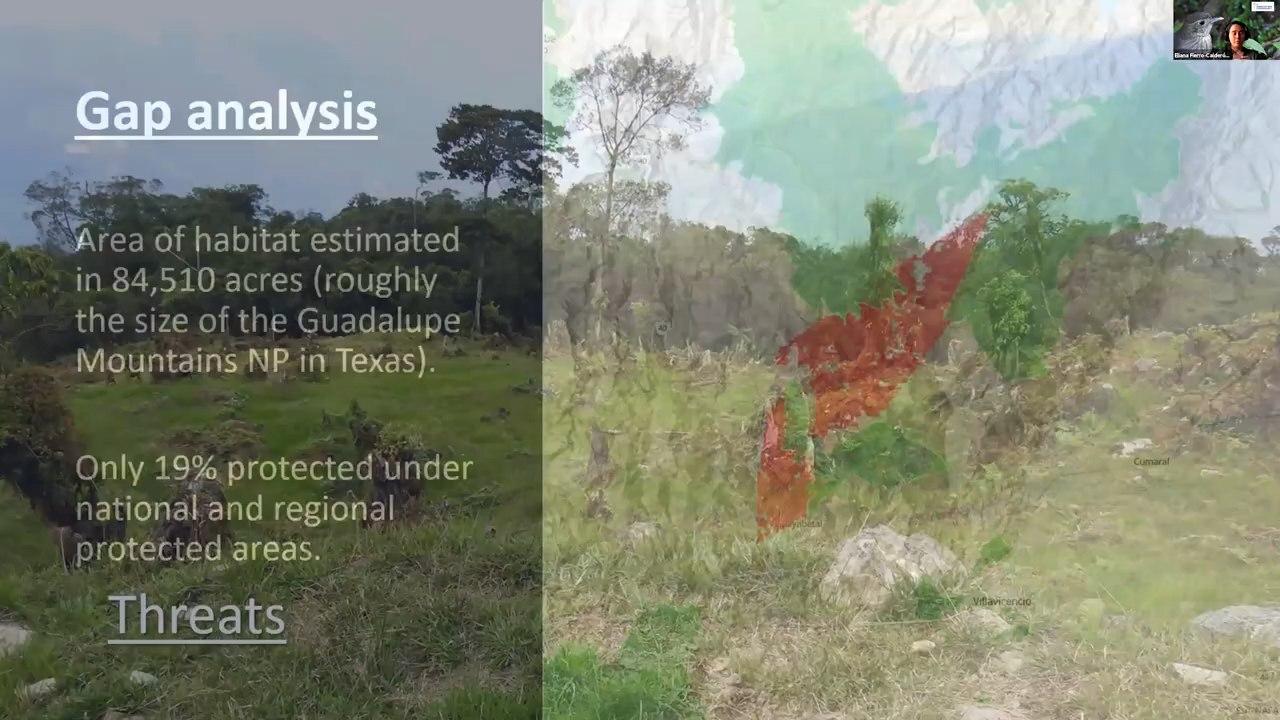 Gap analysis
Area of habitat estimated
in 84,510 acres (roughly
the size of the Guadalupe
Mountains NP in Texas).
Only 19% protected under
national and regional
protected areas.
Threats
Cumaral
Villavicencio